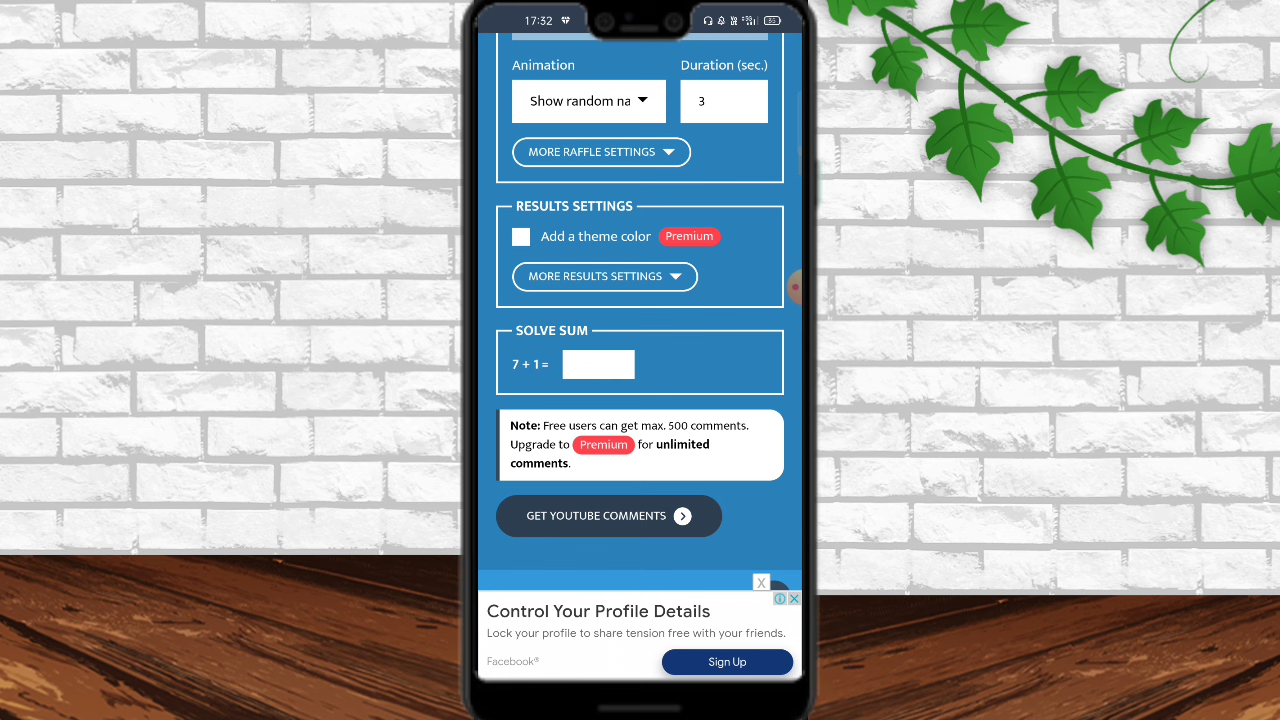 17:32
Animation
Duration (sec.)
Show random na
3
MORE RAFFLE SETTINGS
RESULTS SETTINGS
Add a theme color Premium
MORE RESULTS SETTINGS
SOLVE SUM
7 + 1 =
Note: Free users can get max. 500 comments.
Upgrade to Premium for unlimited
comments.
GET YOUTUBE COMMENTS
X
Control Your Profile Details
Lock your profile to share tension free with your friends.
Facebook®
Sign Up